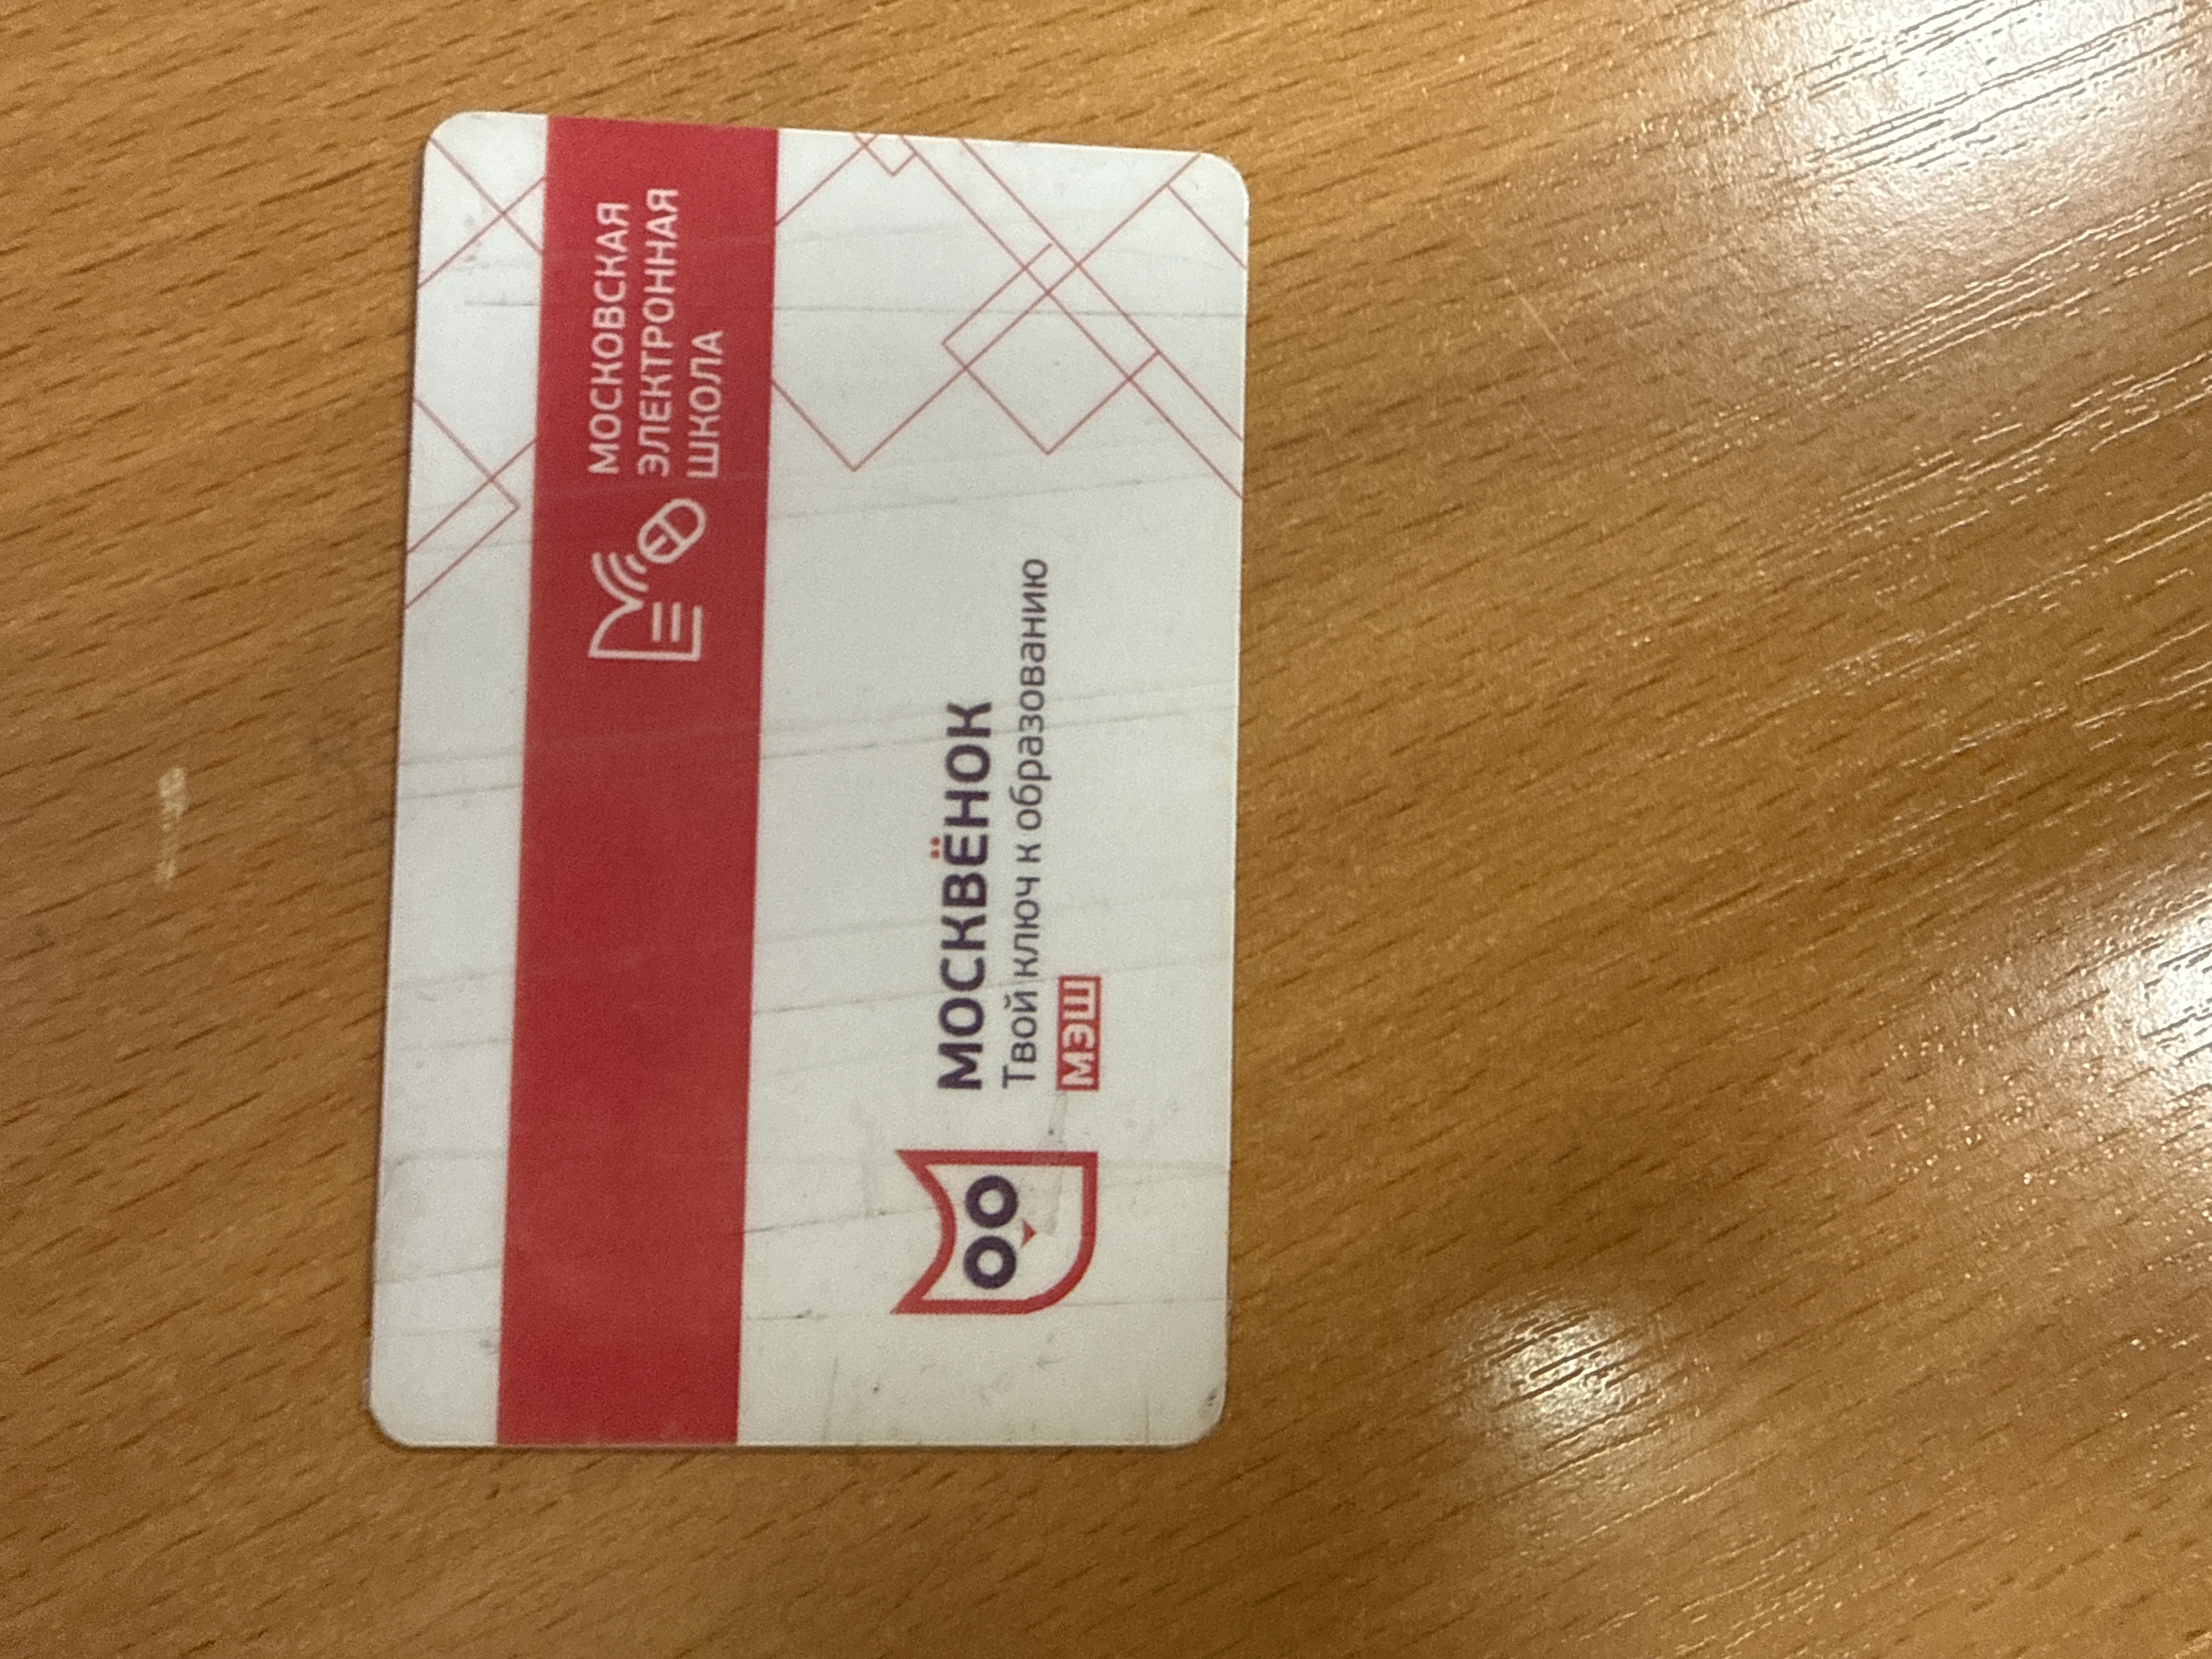 МОСКОВСКАЯ
ЭЛЕКТРОННАЯ
ШКОЛА
МОСКВЁНОК
Твой ключ к образованию
МЭШ